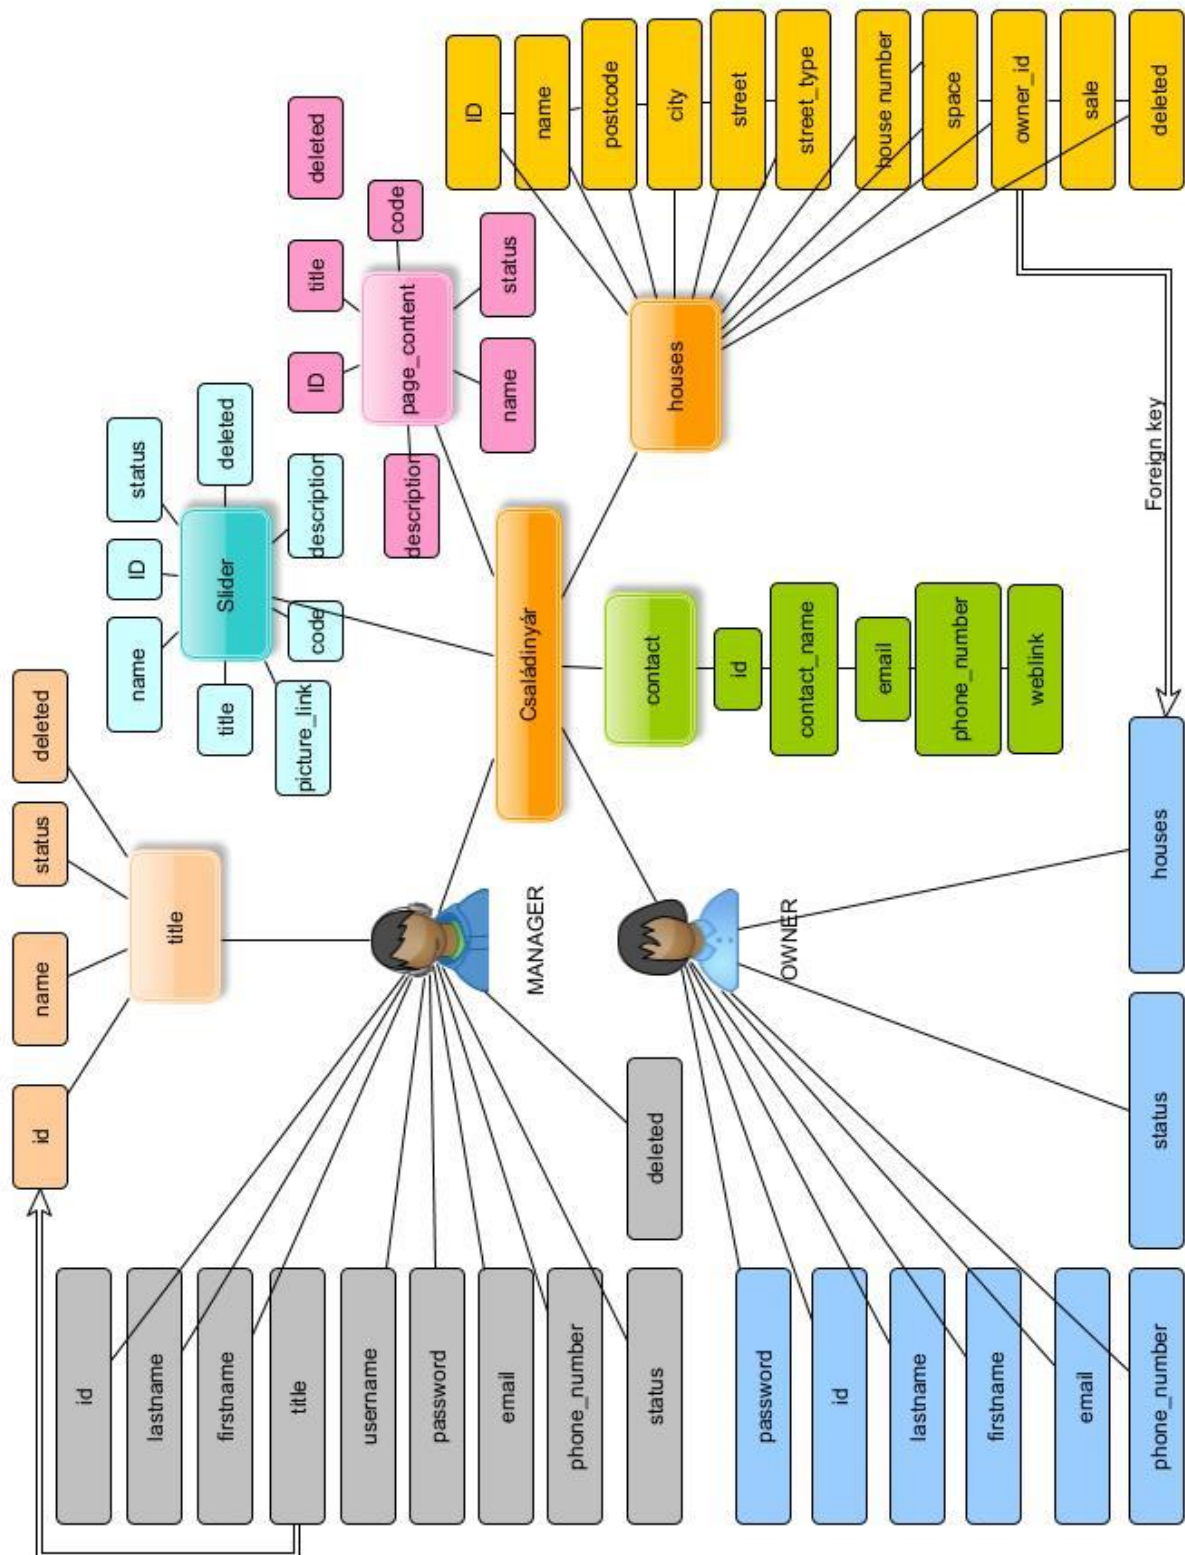 id
name
status
deleted
title
name
ID
status
title
Slider
deleted
picture_link
code
description
ID
title
deleted
description
page_content
code
name
status
Családinyár
MANAGER
id
lastname
firstname
title
username
password
email
phone_number
status
deleted
OWNER
password
id
lastname
firstname
email
phone_number
status
houses
contact
id
contact_name
email
phone_number
weblink
houses
ID
name
postcode
city
street
street_type
house number
space
owner_id
sale
deleted
Foreign key